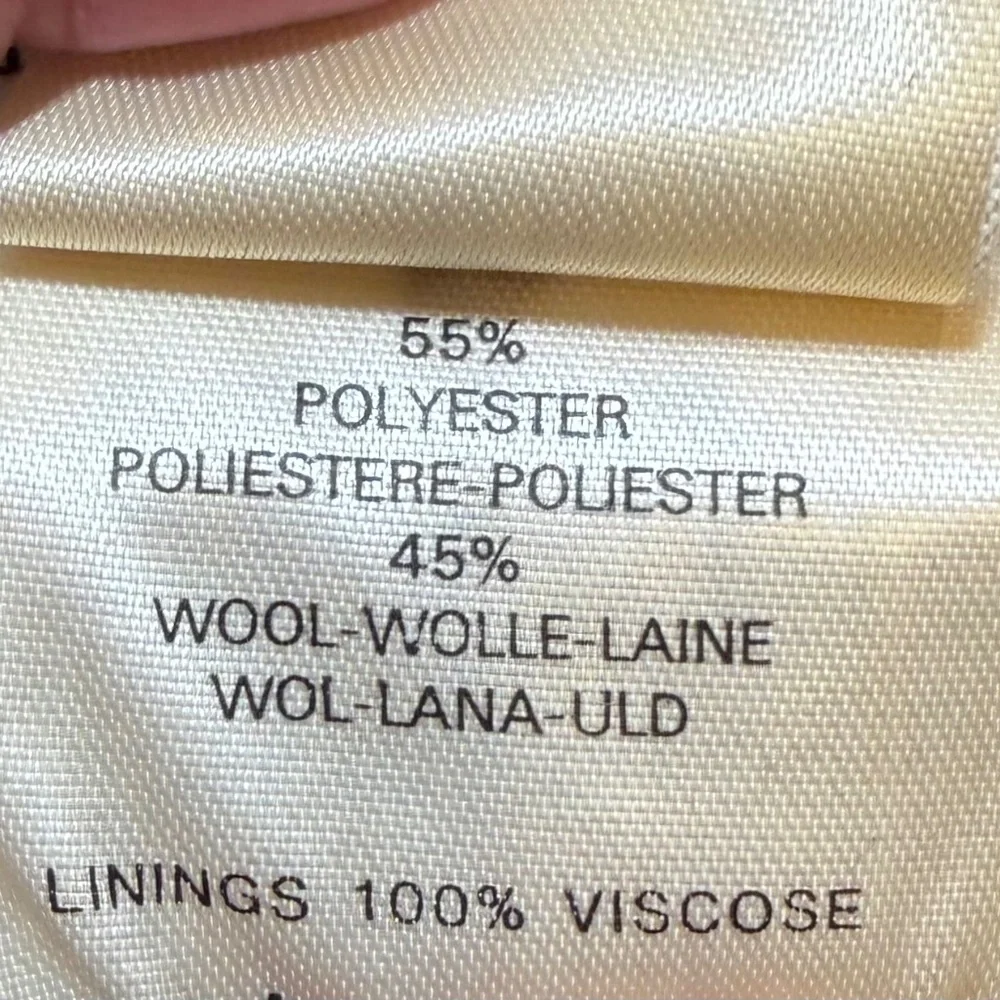 55%
POLYESTER
POLIESTERE-POLIESTER
45%
WOOL-WOLLE-LAINE
WOL-LANA-ULD
LININGS 100% VISCOSE